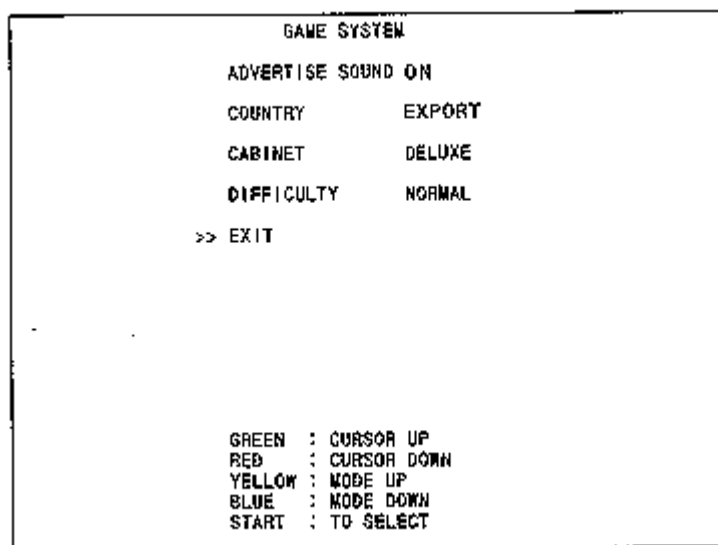 GAME SYSTEM
ADVERTISE SOUND ON
COUNTRY EXPORT
CABINET DELUXE
DIFFICULTY NORMAL
>> EXIT
GREEN : CURSOR UP
RED : CURSOR DOWN
YELLOW : MODE UP
BLUE : MODE DOWN
START : TO SELECT